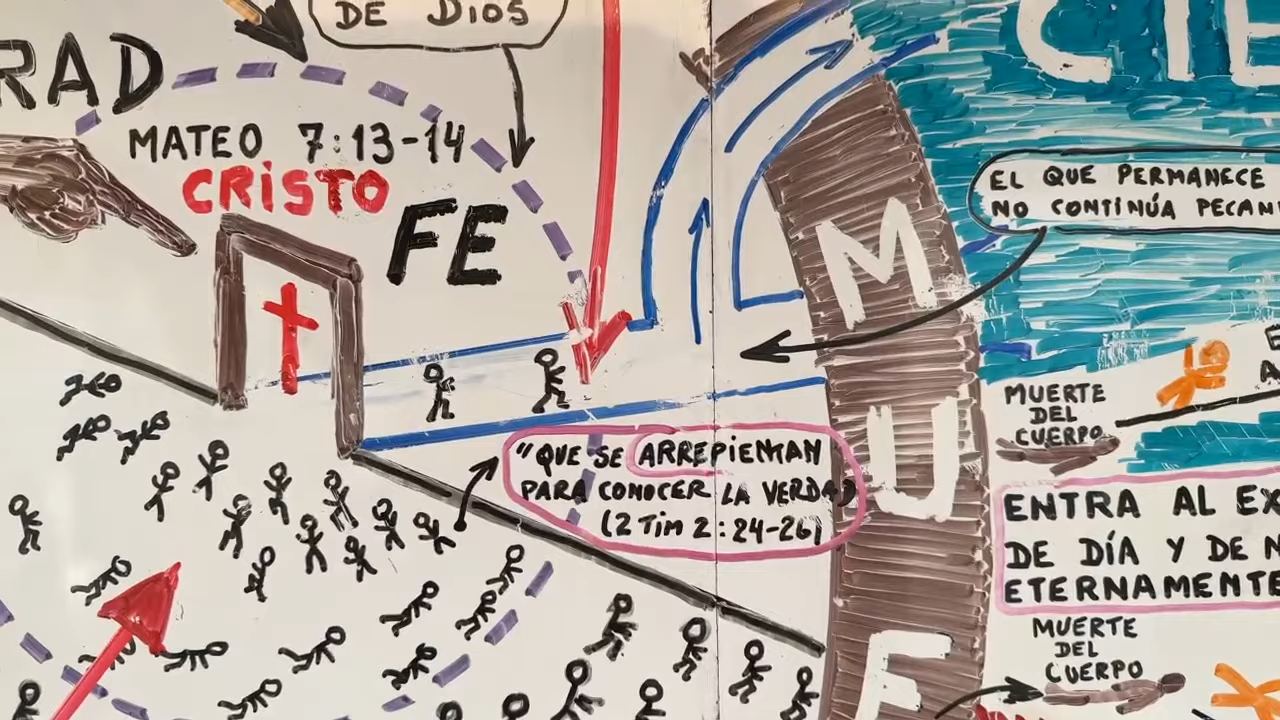 DE DIOS
RAD
MATEO 7:13-14
CRISTO
FE
CIE
EL QUE PERMANECE
NO CONTINÚA PECAN
MUE
MUERTE
DEL
CUERPO
"QUE SE ARREPIENTAN
PARA CONOCER LA VERDAD
(2 TIM 2:24-26)
ENTRA AL EX
DE DÍA Y DE N
ETERNAMENTE
MUERTE
DEL
CUERPO